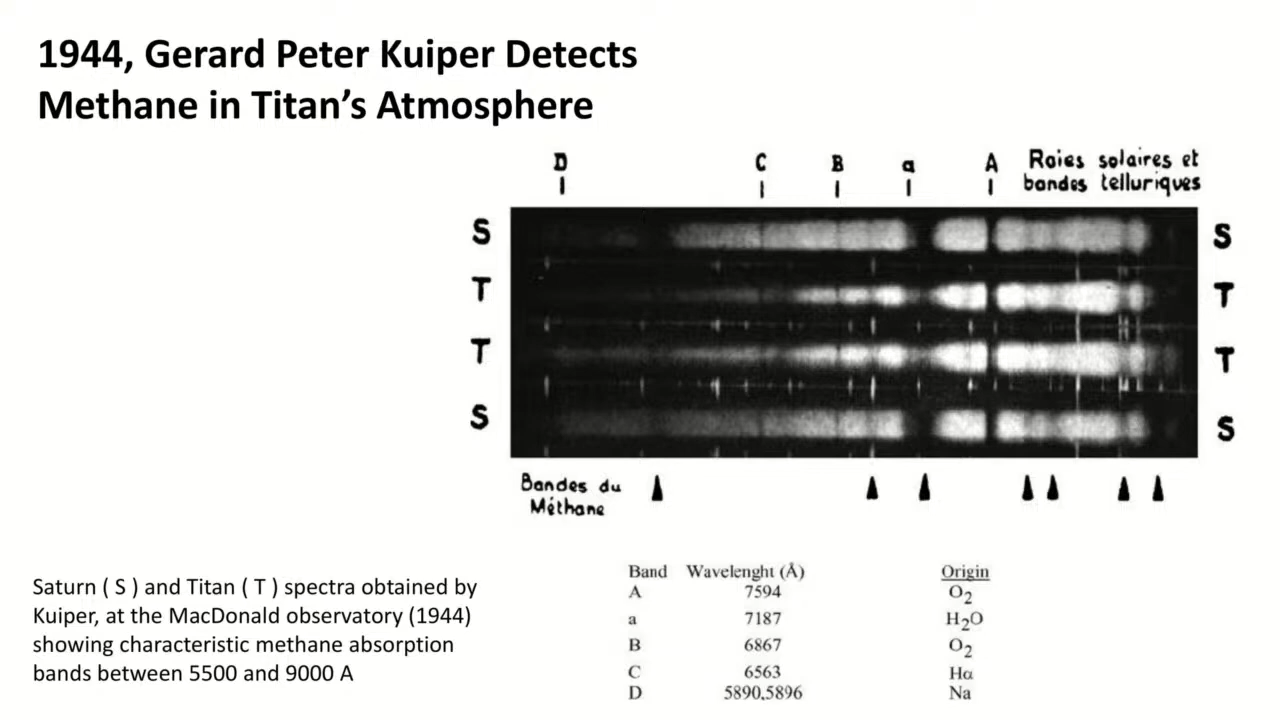 1944, Gerard Peter Kuiper Detects
Methane in Titan's Atmosphere
D C B a A Raies solaires et
bandes telluriques
S S
T T
T T
S S
Bandes du
Méthane
Saturn ( S ) and Titan ( T ) spectra obtained by
Kuiper, at the MacDonald observatory (1944)
showing characteristic methane absorption
bands between 5500 and 9000 A
Band Wavelenght (Å) Origin
A 7594 O2
a 7187 H2O
B 6867 O2
C 6563 Hα
D 5890,5896 Na